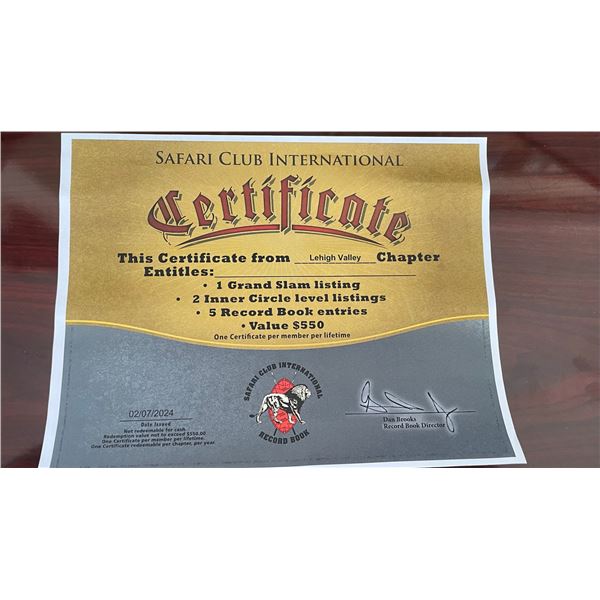 SAFARI CLUB INTERNATIONAL
Certificate
This Certificate from Lehigh Valley Chapter
Entitles:
• 1 Grand Slam listing
• 2 Inner Circle level listings
• 5 Record Book entries
• Value $550
One Certificate per member per lifetime
SAFARI CLUB INTERNATIONAL
RECORD BOOK
02/07/2024
Date Issued
Not redeemable for cash
Redemption value not to exceed $550.00
One Certificate per member per lifetime.
One Certificate redeemable per chapter, per year.
Dan Brooks
Record Book Director